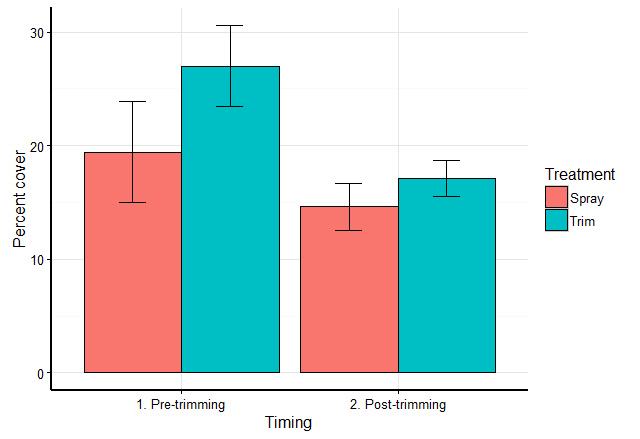 30
20
10
0
Percent cover
1. Pre-trimming
2. Post-trimming
Timing
Treatment
Spray
Trim